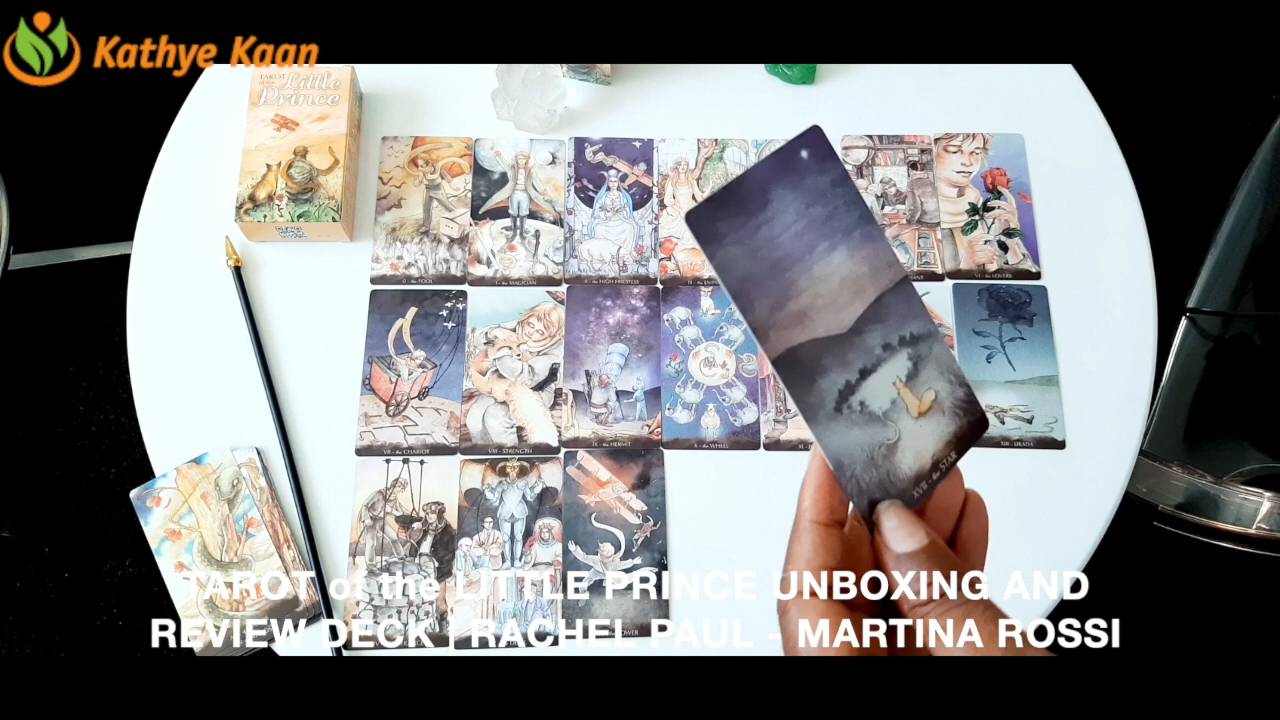 Kathye Kaan
TAROT
of the Little
Prince
0 - the FOOL
I - the MAGICIAN
II - the HIGH PRIESTESS
VI - the LOVERS
VII - the CHARIOT
VIII - STRENGTH
IX - the HERMIT
X - the WHEEL
XIII - DEATH
XVII - the STAR
TAROT of the LITTLE PRINCE UNBOXING AND
REVIEW DECK | RACHEL PAUL - MARTINA ROSSI